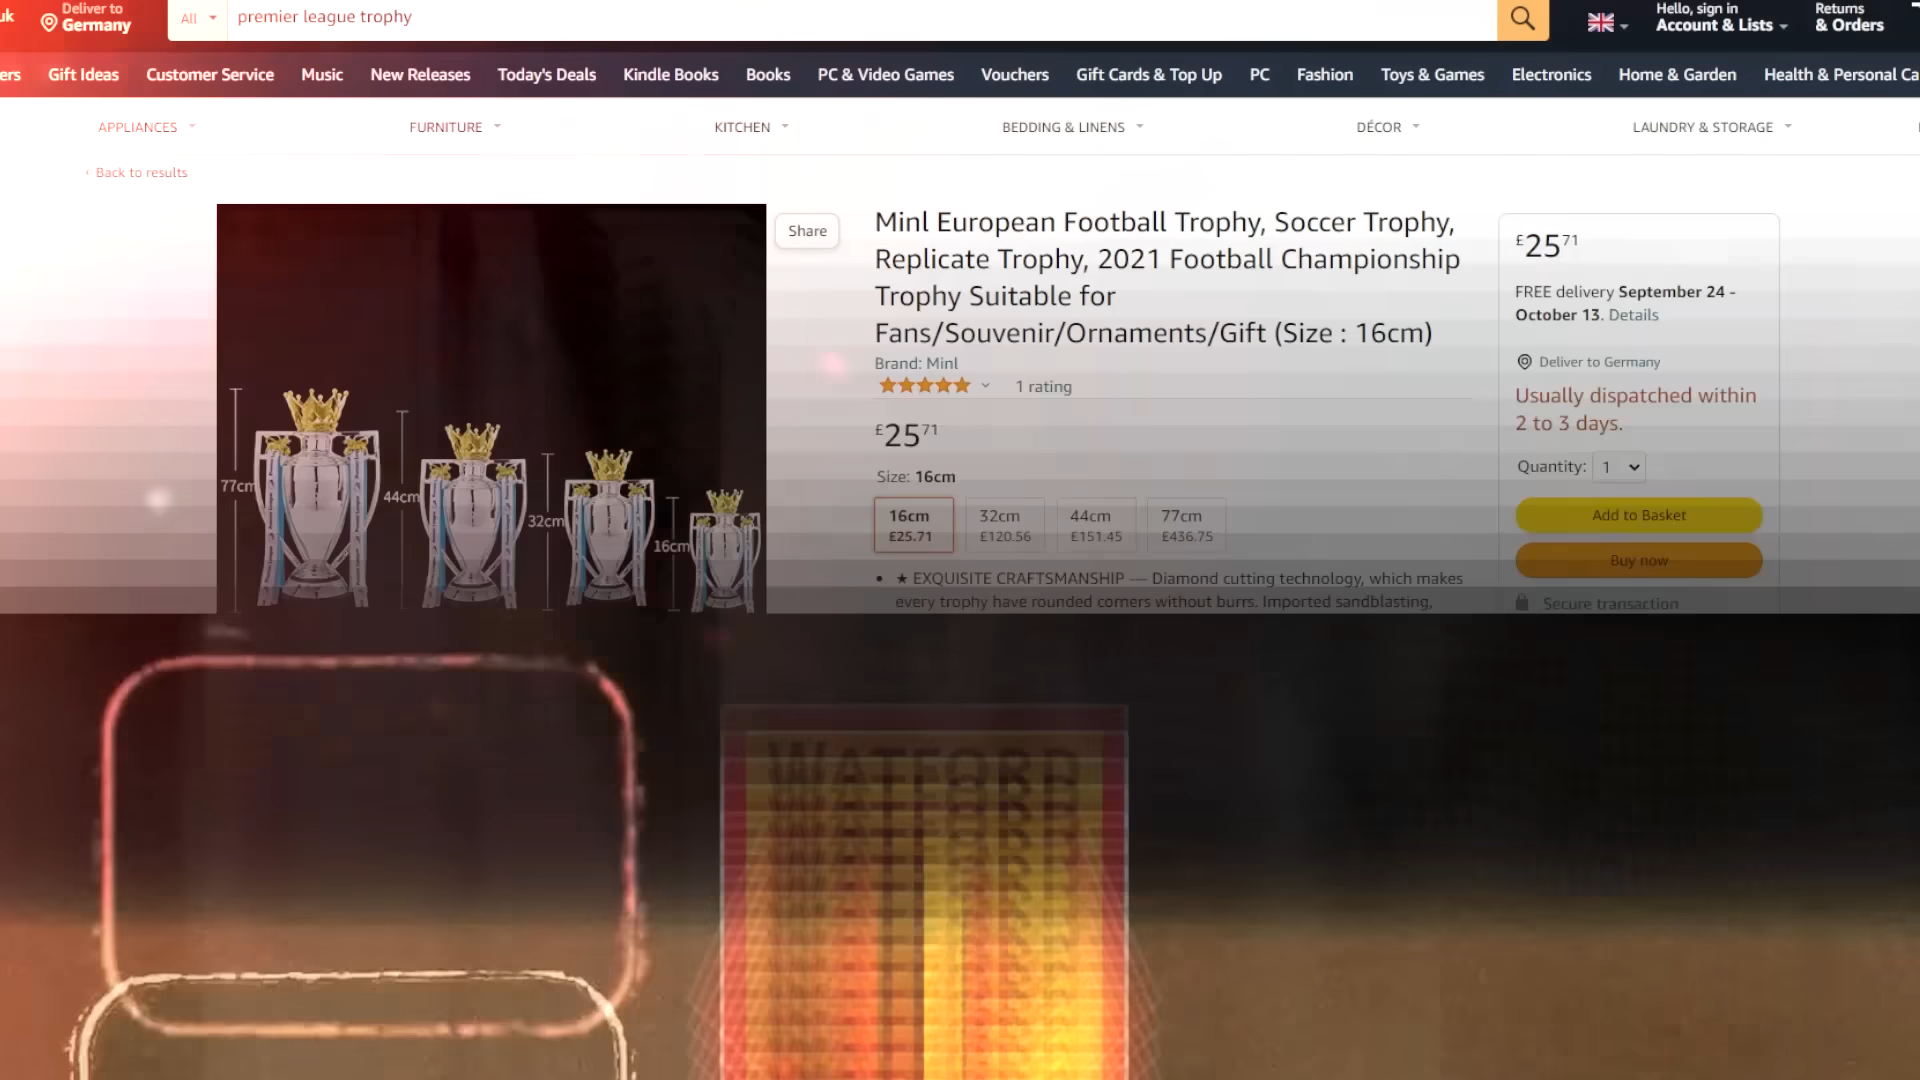 uk
Deliver to
Germany
All
premier league trophy
Hello, sign in
Account & Lists
Returns
& Orders
ers
Gift Ideas
Customer Service
Music
New Releases
Today's Deals
Kindle Books
Books
PC & Video Games
Vouchers
Gift Cards & Top Up
PC
Fashion
Toys & Games
Electronics
Home & Garden
Health & Personal Ca
APPLIANCES
FURNITURE
KITCHEN
BEDDING & LINENS
DÉCOR
LAUNDRY & STORAGE
‹ Back to results
77cm
44cm
32cm
16cm
Share
Minl European Football Trophy, Soccer Trophy,
Replicate Trophy, 2021 Football Championship
Trophy Suitable for
Fans/Souvenir/Ornaments/Gift (Size : 16cm)
Brand: Minl
1 rating
£25.71
Size: 16cm
16cm
£25.71
32cm
£120.56
44cm
£151.45
77cm
£436.75
• ★ EXQUISITE CRAFTSMANSHIP — Diamond cutting technology, which makes
every trophy have rounded corners without burrs. Imported sandblasting,
£25.71
FREE delivery September 24 -
October 13. Details
Deliver to Germany
Usually dispatched within
2 to 3 days.
Quantity: 1
Add to Basket
Buy now
Secure transaction
WATFORD